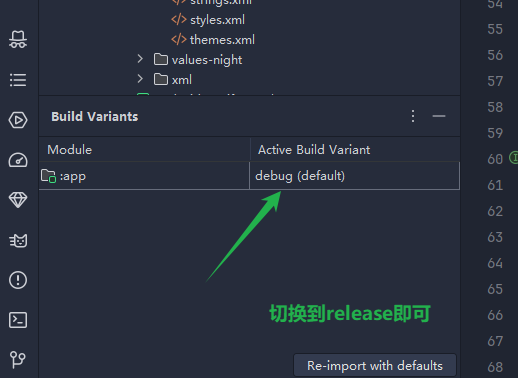 strings.xml
styles.xml
themes.xml
values-night
xml
Build Variants
Module
Active Build Variant
:app
debug (default)
切换到release即可
Re-import with defaults
54
55
56
57
58
59
60
61
62
63
64
65
66
67
68